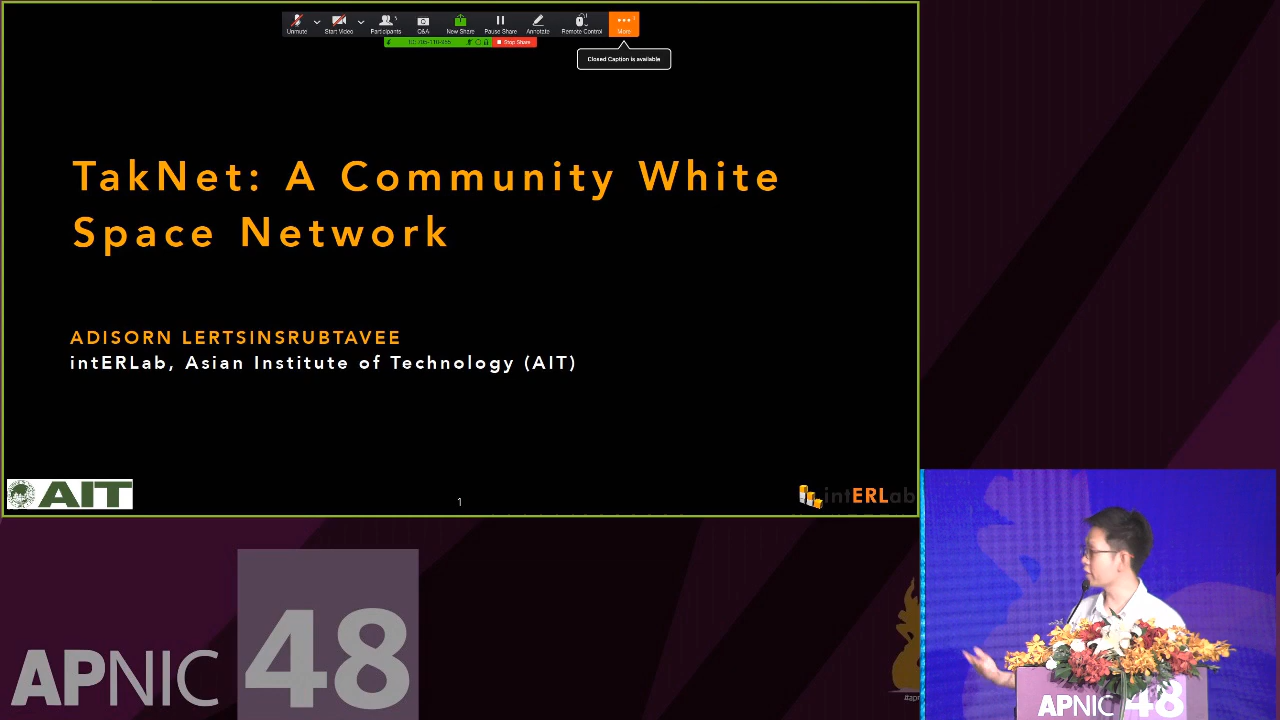 Unmute
Start Video
Participants
Q&A
New Share
Pause Share
Annotate
Remote Control
More
Stop Share
Closed Caption is available
TakNet: A Community White
Space Network
ADISORN LERTSINSRUBTAVEE
intERLab, Asian Institute of Technology (AIT)
AIT
1
intERLab
APNIC 48
#apr
APNIC 48